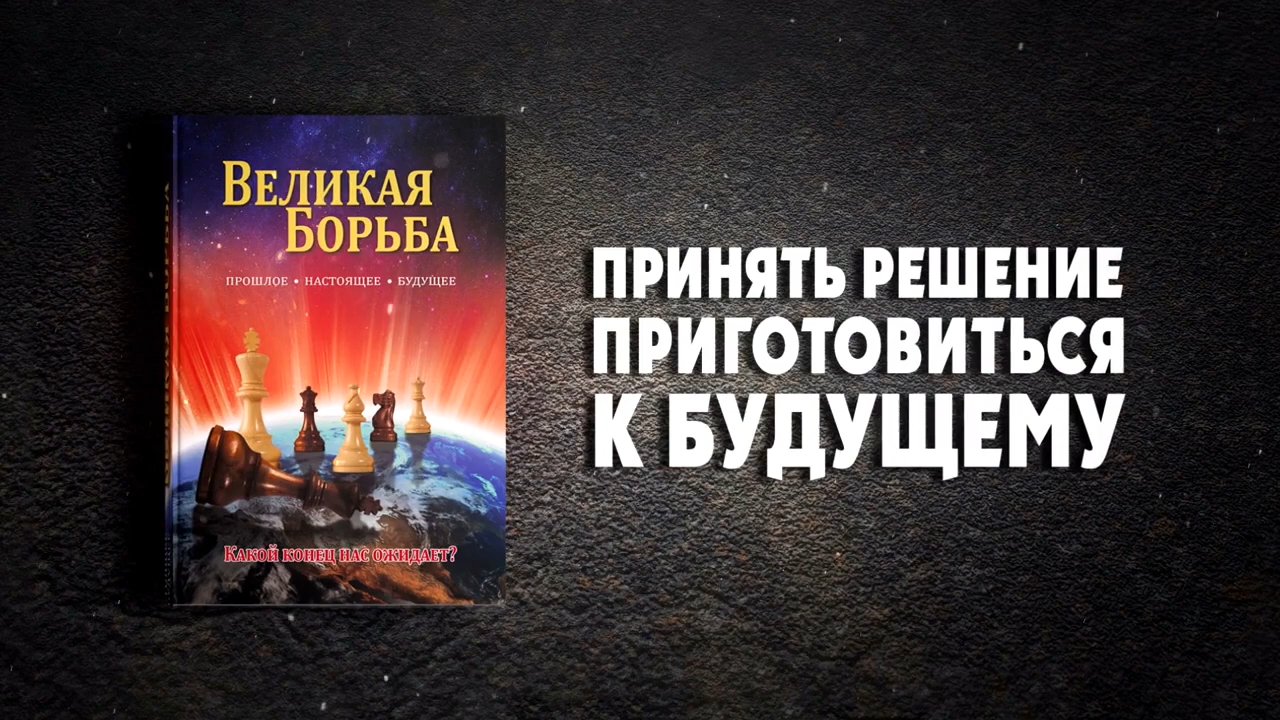 ВЕЛИКАЯ
БОРЬБА
ПРОШЛОЕ • НАСТОЯЩЕЕ • БУДУЩЕЕ
КАКОЙ КОНЕЦ НАС ОЖИДАЕТ?
ПРИНЯТЬ РЕШЕНИЕ
ПРИГОТОВИТЬСЯ
К БУДУЩЕМУ